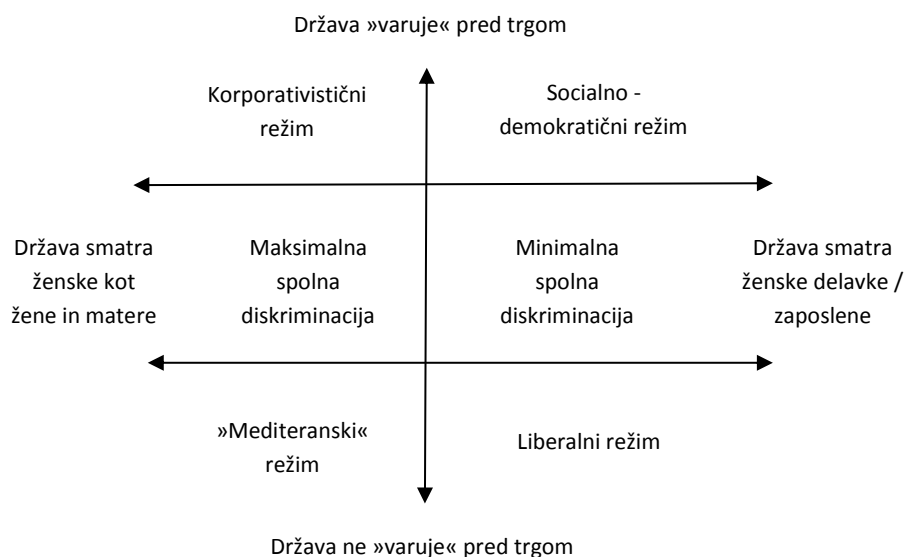 Država »varuje« pred trgom
Korporativistični
režim
Socialno -
demokratični režim
Država smatra
ženske kot
žene in matere
Maksimalna
spolna
diskriminacija
Minimalna
spolna
diskriminacija
Država smatra
ženske delavke /
zaposlene
»Mediteranski«
režim
Liberalni režim
Država ne »varuje« pred trgom